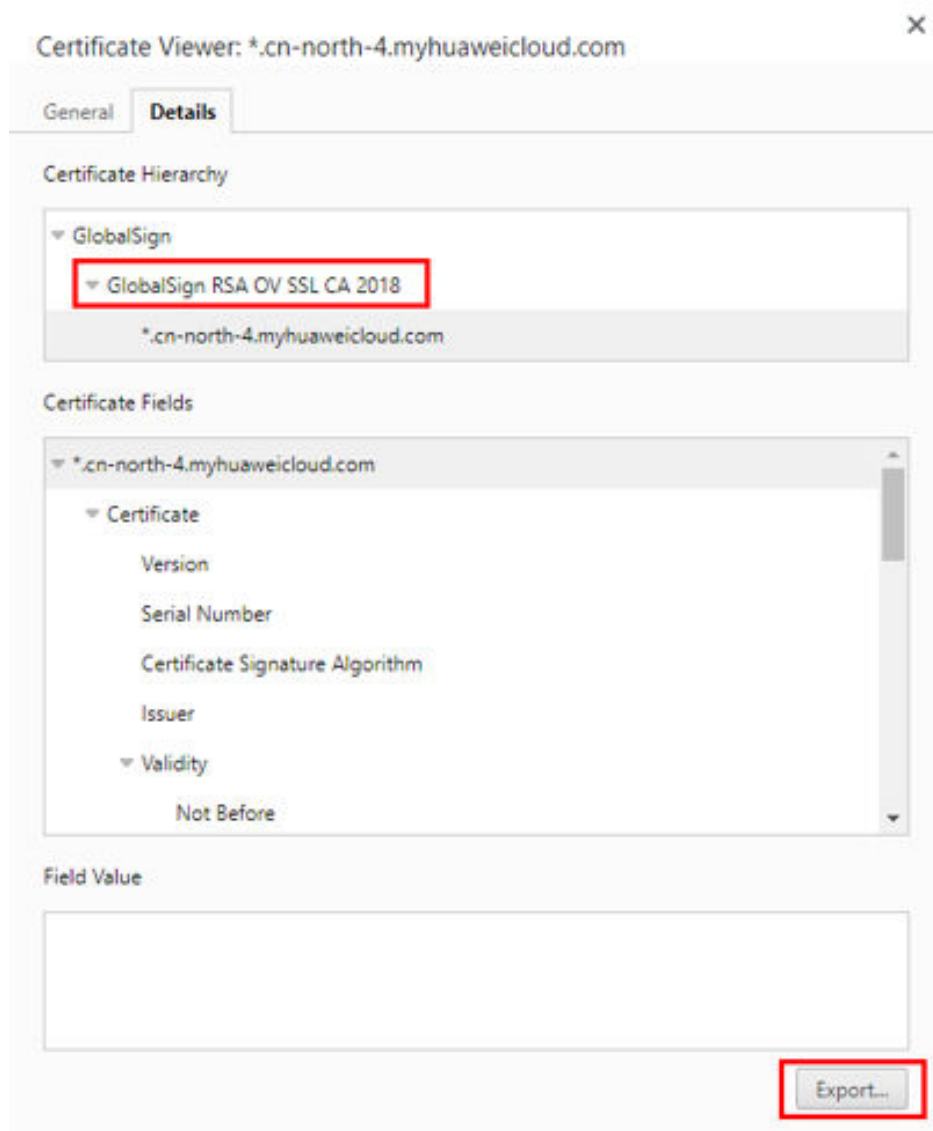 Certificate Viewer: *.cn-north-4.myhuaweicloud.com
General Details
Certificate Hierarchy
GlobalSign
GlobalSign RSA OV SSL CA 2018
*.cn-north-4.myhuaweicloud.com
Certificate Fields
*.cn-north-4.myhuaweicloud.com
Certificate
Version
Serial Number
Certificate Signature Algorithm
Issuer
Validity
Not Before
Field Value
Export...